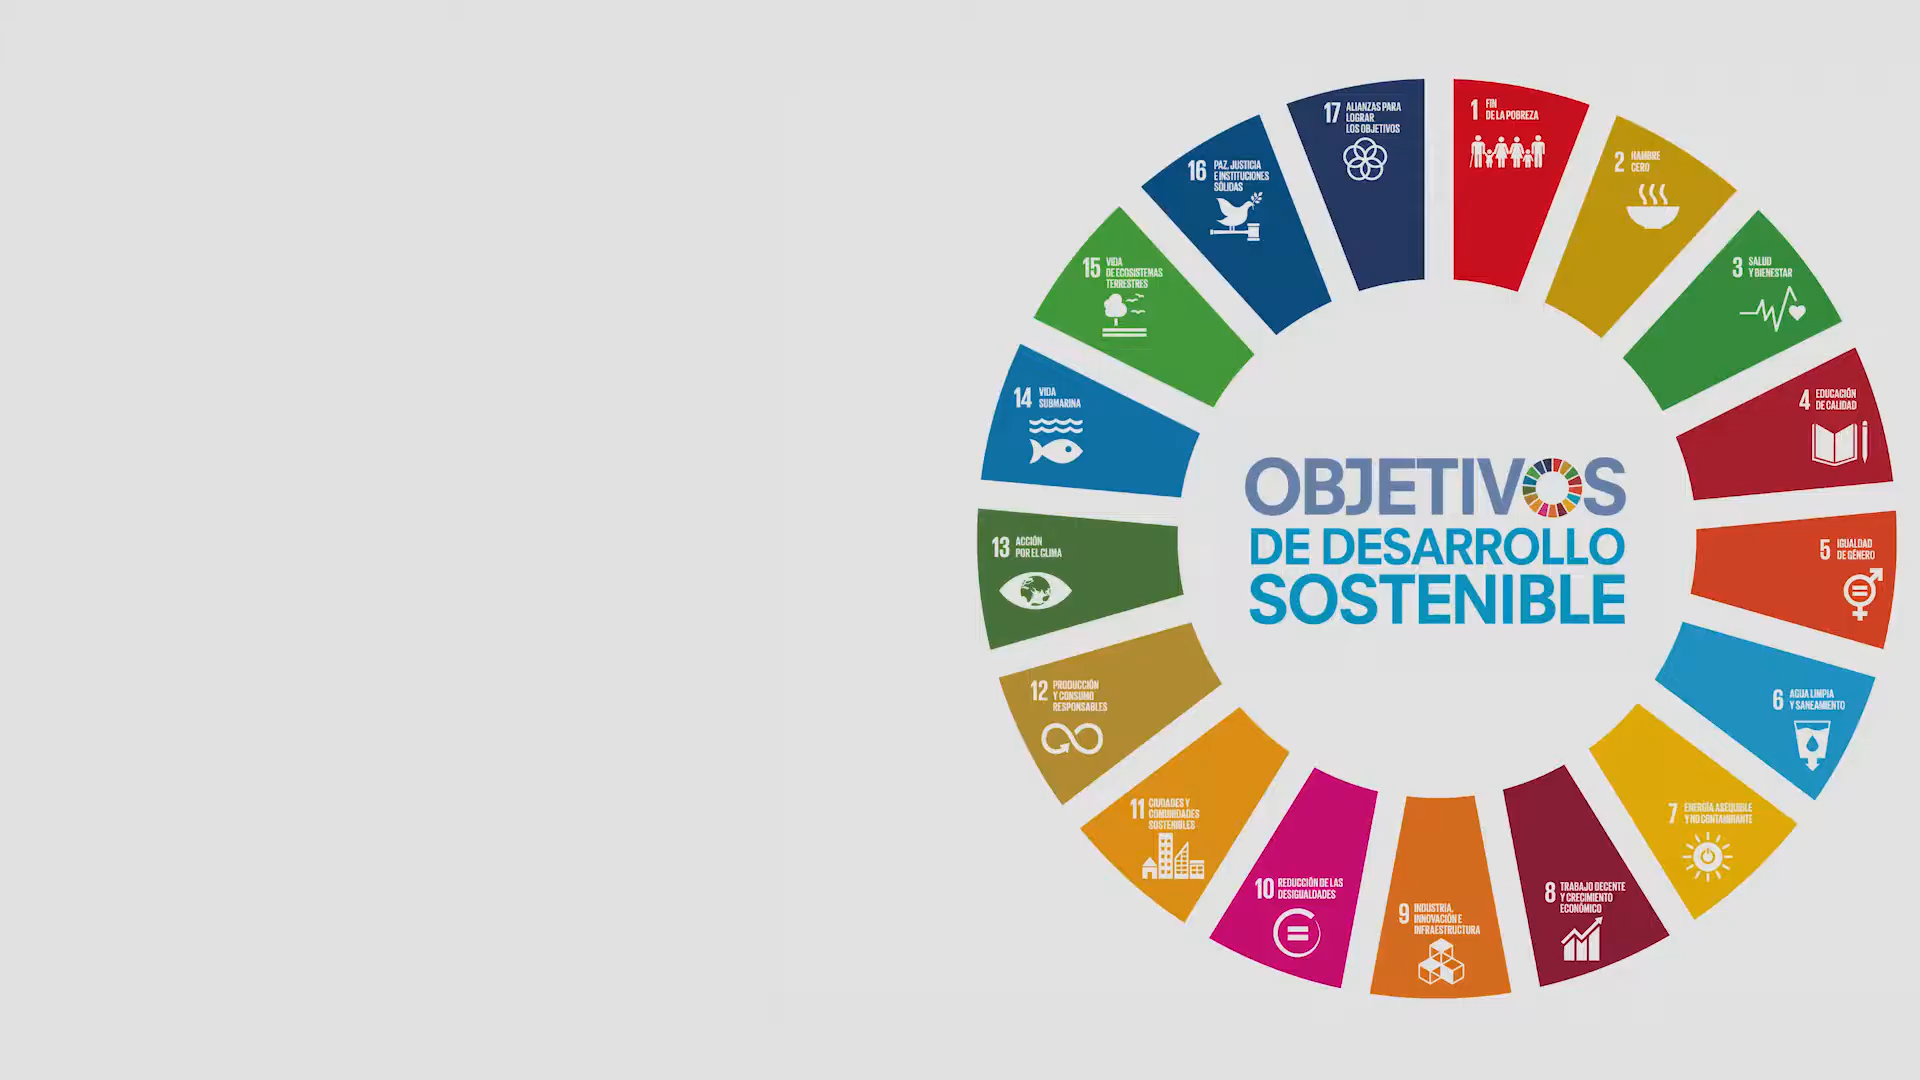 1 FIN
DE LA POBREZA
2 HAMBRE
CERO
3 SALUD
Y BIENESTAR
4 EDUCACIÓN
DE CALIDAD
5 IGUALDAD
DE GÉNERO
6 AGUA LIMPIA
Y SANEAMIENTO
7 ENERGÍA ASEQUIBLE
Y NO CONTAMINANTE
8 TRABAJO DECENTE
Y CRECIMIENTO
ECONÓMICO
9 INDUSTRIA,
INNOVACIÓN E
INFRAESTRUCTURA
10 REDUCCIÓN DE LAS
DESIGUALDADES
11 CIUDADES Y
COMUNIDADES
SOSTENIBLES
12 PRODUCCIÓN
Y CONSUMO
RESPONSABLES
13 ACCIÓN
POR EL CLIMA
14 VIDA
SUBMARINA
15 VIDA
DE ECOSISTEMAS
TERRESTRES
16 PAZ, JUSTICIA
E INSTITUCIONES
SÓLIDAS
17 ALIANZAS PARA
LOGRAR
LOS OBJETIVOS
OBJETIVOS
DE DESARROLLO
SOSTENIBLE